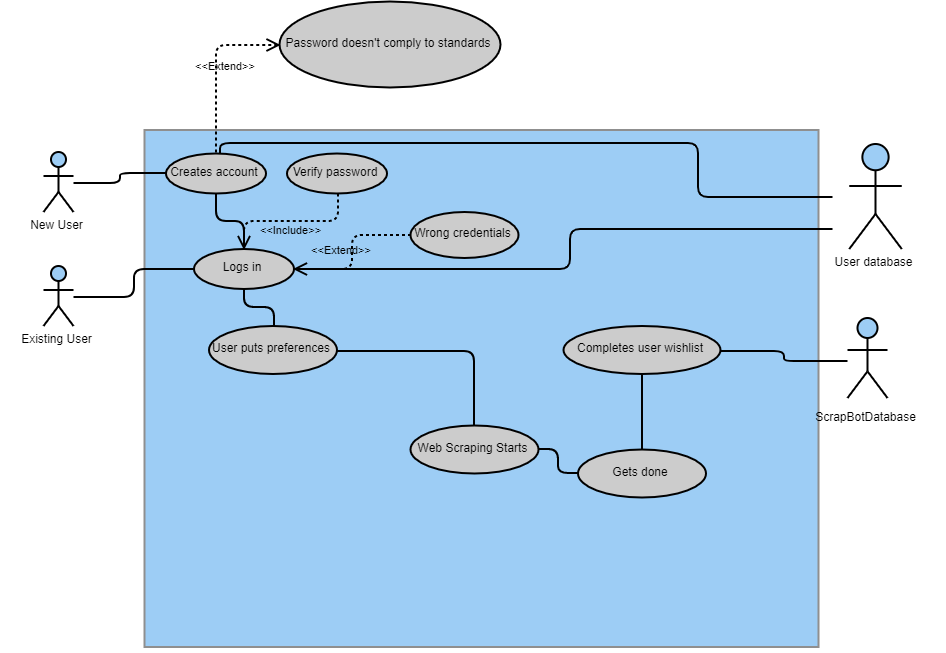 Password doesn't comply to standards
<<Extend>>
Creates account
Verify password
New User
<<Include>>
Wrong credentials
<<Extend>>
User database
Logs in
Existing User
User puts preferences
Completes user wishlist
ScrapBotDatabase
Web Scraping Starts
Gets done